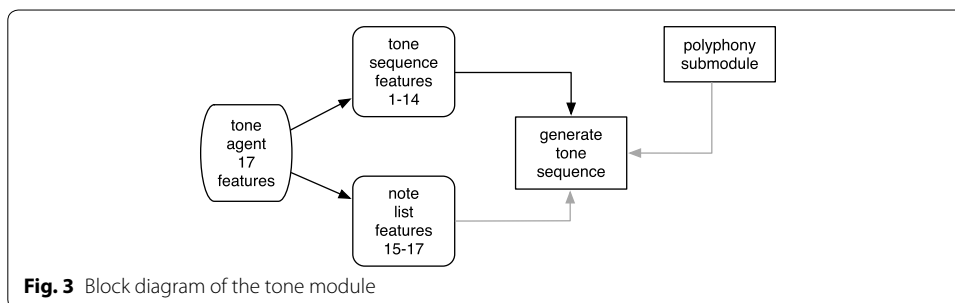 tone
sequence
features
1-14
polyphony
submodule
tone
agent
17
features
generate
tone
sequence
note
list
features
15-17
Fig. 3 Block diagram of the tone module